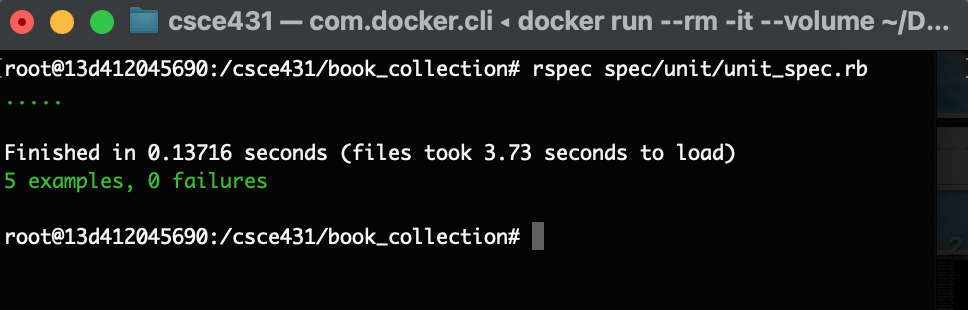 csce431 — com.docker.cli ◂ docker run --rm -it --volume ~/D...
root@13d412045690:/csce431/book_collection# rspec spec/unit/unit_spec.rb
.....
Finished in 0.13716 seconds (files took 3.73 seconds to load)
5 examples, 0 failures
root@13d412045690:/csce431/book_collection#
2